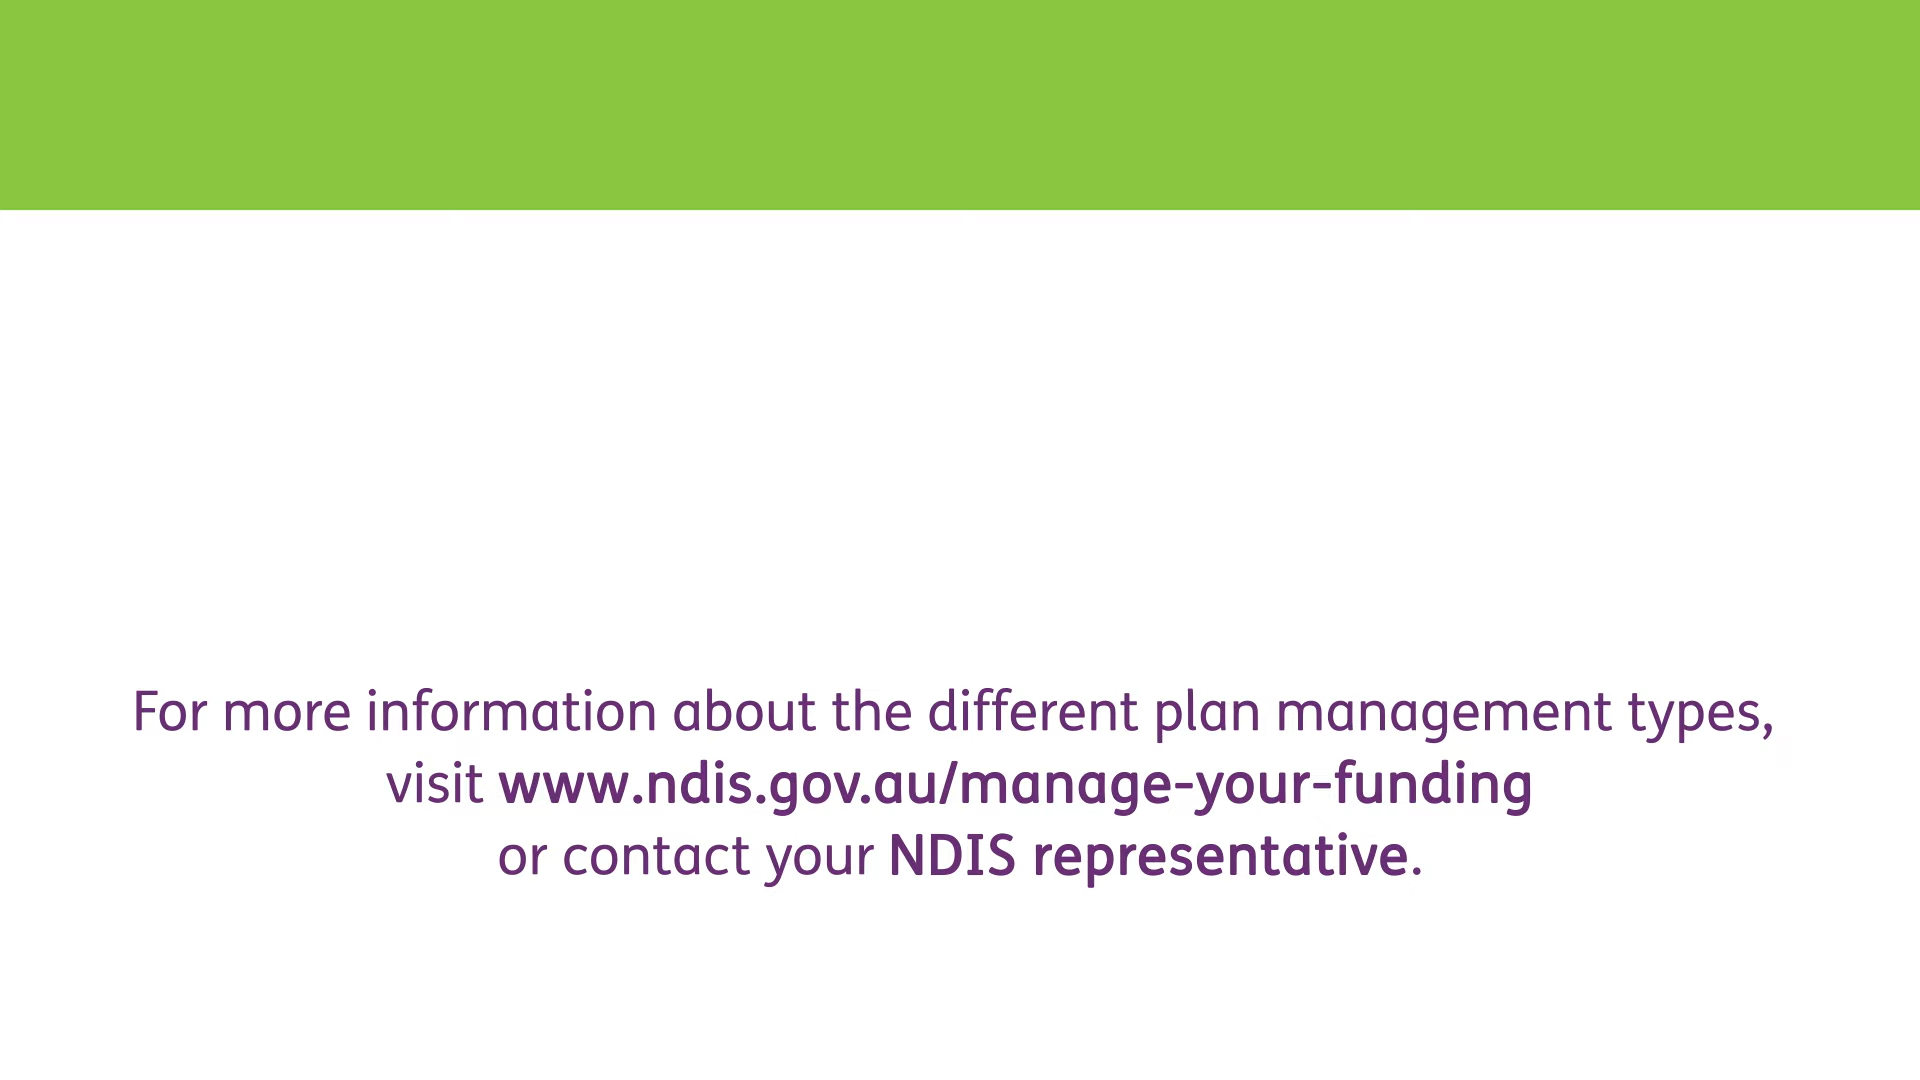 For more information about the different plan management types,
visit www.ndis.gov.au/manage-your-funding
or contact your NDIS representative.